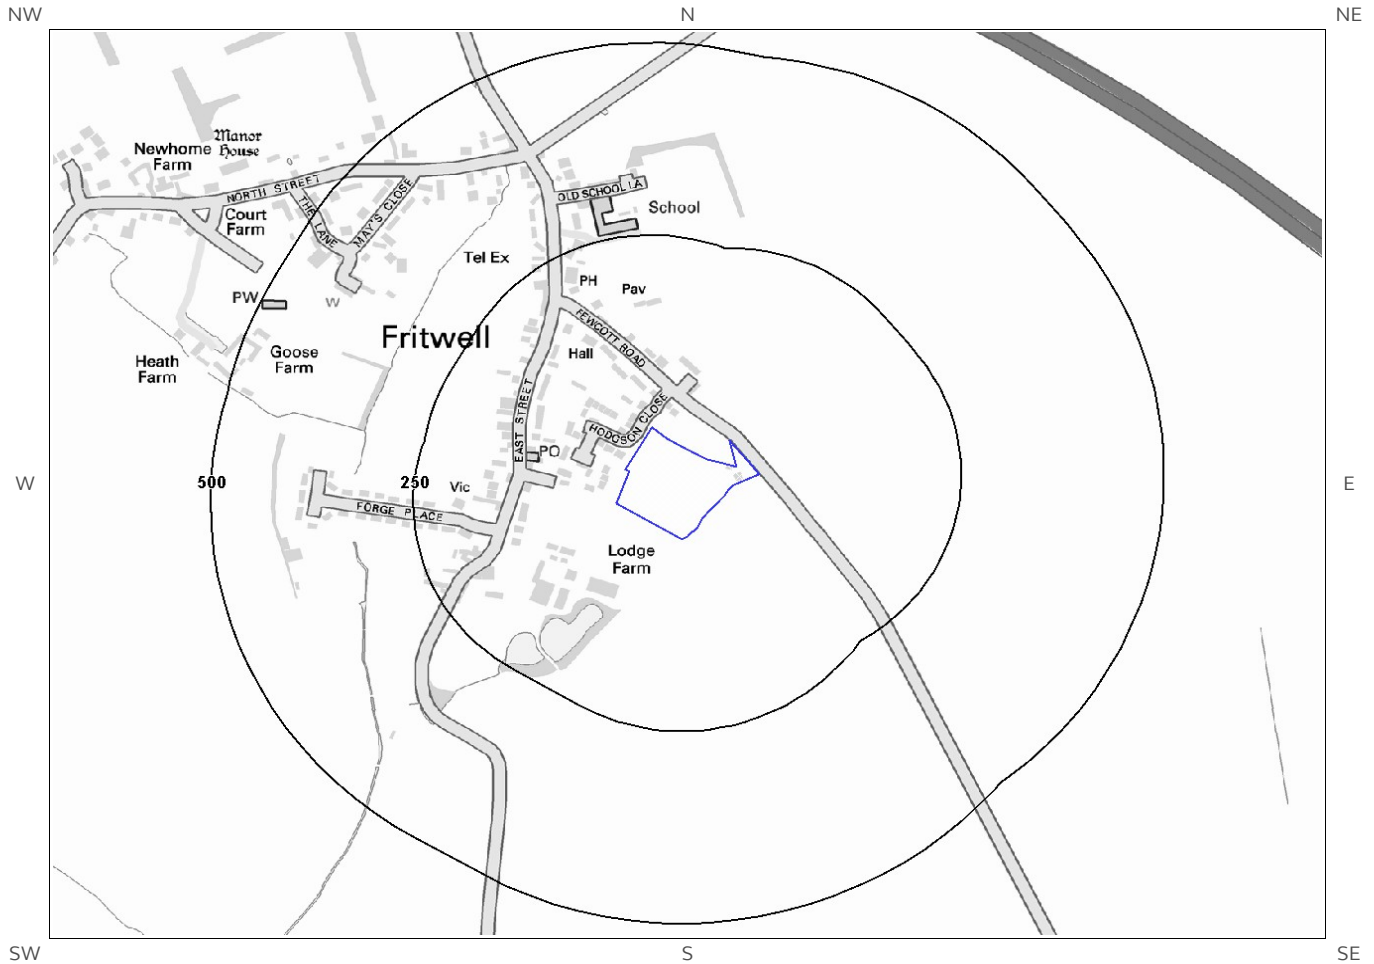 NW
N
NE
Manor
House
Newhome
Farm
NORTH STREET
OLD SCHOOL LA
School
THE LANE
MAY'S CLOSE
Court
Farm
Tel Ex
PH
Pav
PW
W
FEWCOTT ROAD
Fritwell
Hall
Goose
Farm
Heath
Farm
EAST STREET
HODGSON CLOSE
PO
W
500
250
Vic
E
FORGE PLACE
Lodge
Farm
SW
S
SE